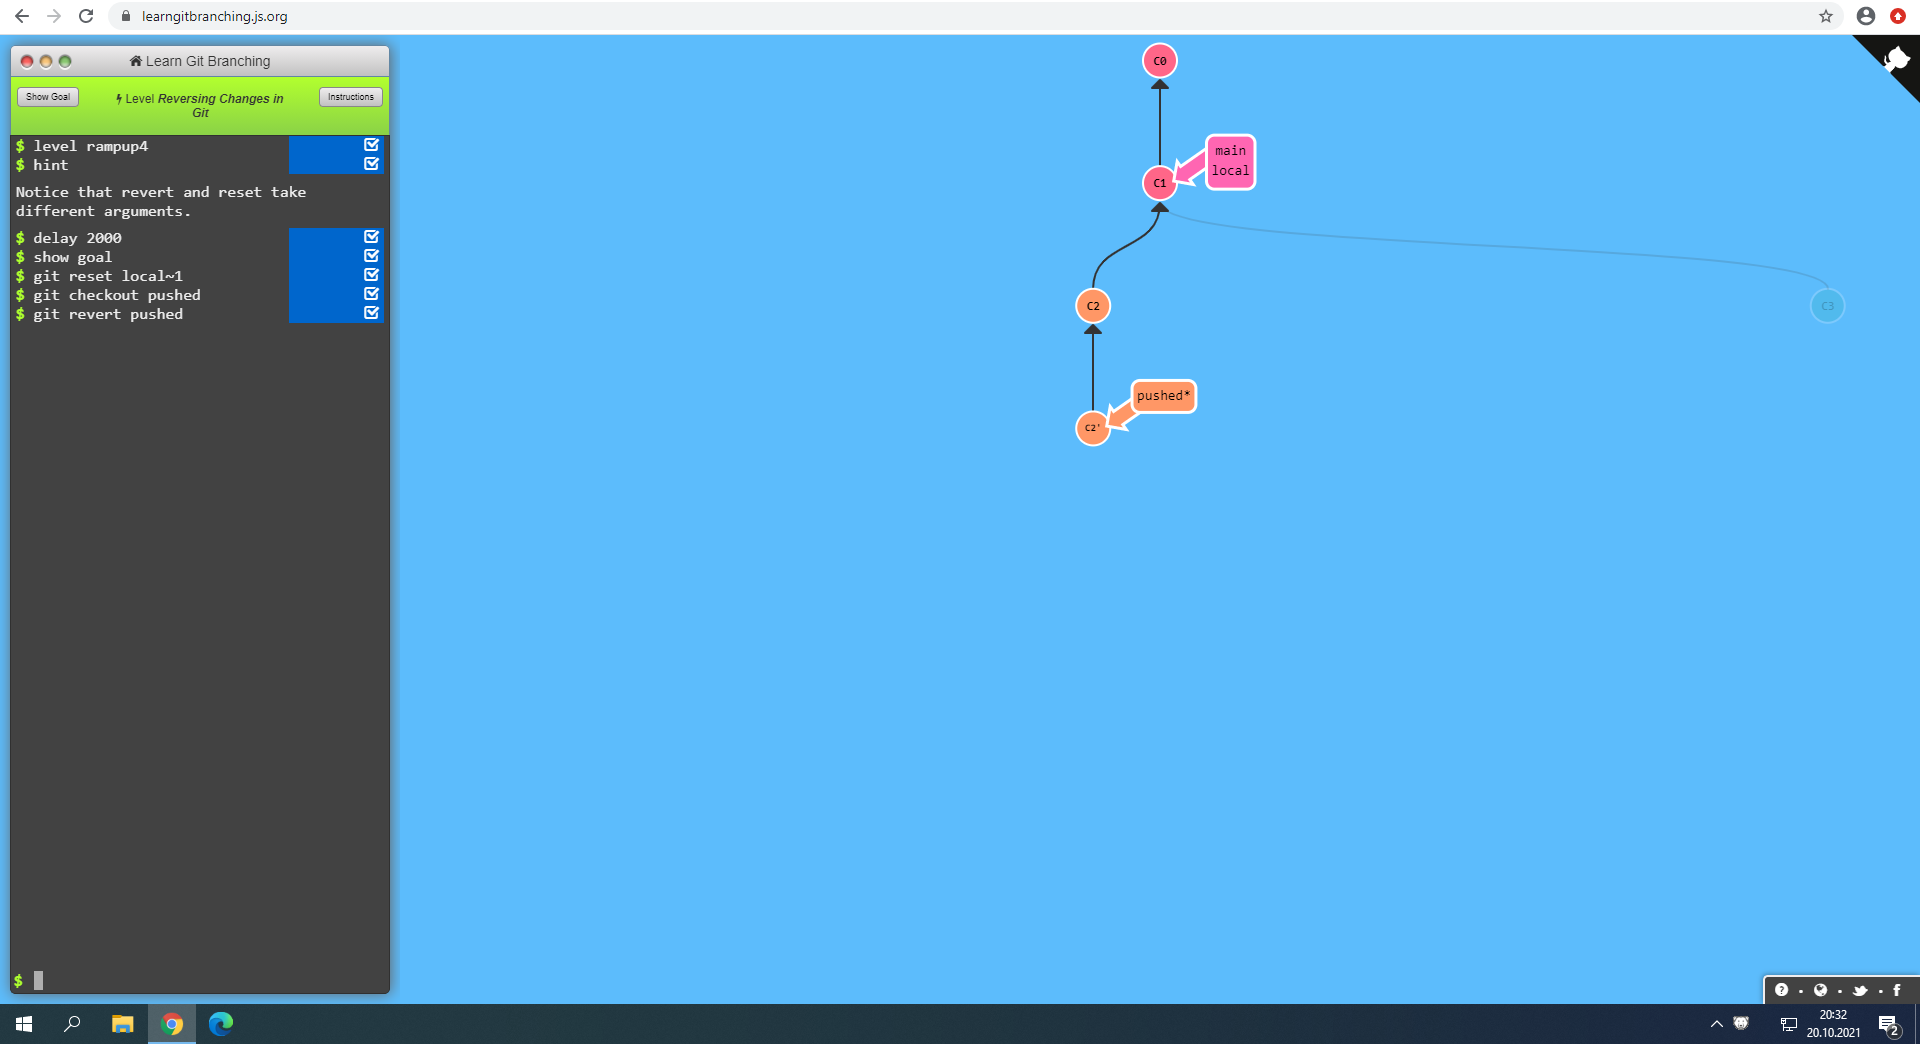 learngitbranching.js.org
Learn Git Branching
Show Goal
Level Reversing Changes in
Git
Instructions
$ level rampup4
$ hint
Notice that revert and reset take
different arguments.
$ delay 2000
$ show goal
$ git reset local~1
$ git checkout pushed
$ git revert pushed
$
C0
main
local
C1
C2
C3
pushed*
C2'
20:32
20.10.2021
2